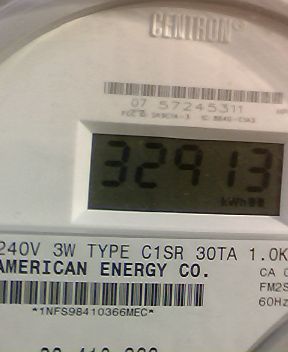 CENTRON®
07 57245311
32913
kWh
240V 3W TYPE C1SR 30TA 1.0K
AMERICAN ENERGY CO.
CA
FM2S
60Hz
*1NFS98410366MEC*